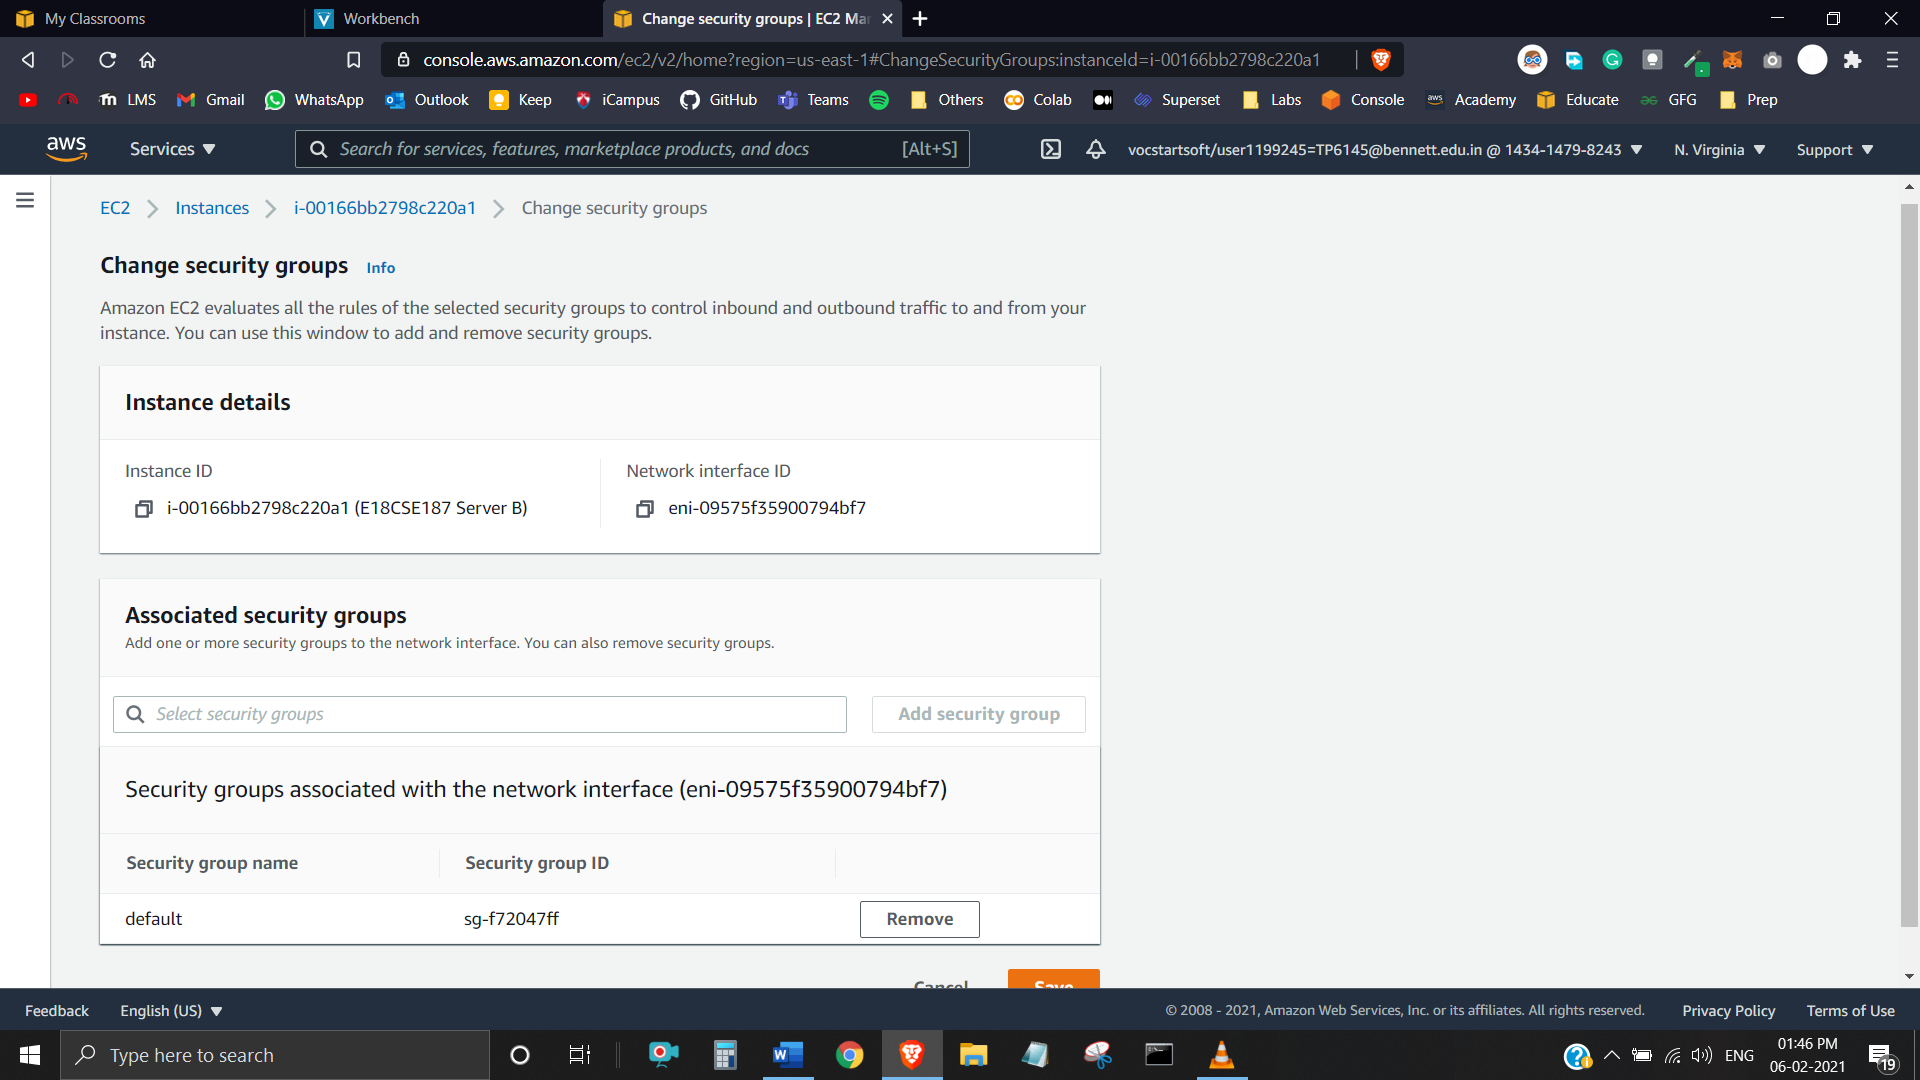 My Classrooms
Workbench
Change security groups | EC2 Ma
console.aws.amazon.com/ec2/v2/home?region=us-east-1#ChangeSecurityGroups:instanceId=i-00166bb2798c220a1
LMS Gmail WhatsApp Outlook Keep iCampus GitHub Teams Others Colab Superset Labs Console aws Academy Educate GFG Prep
aws Services Search for services, features, marketplace products, and docs [Alt+S] vocstartsoft/user1199245=TP6145@bennett.edu.in @ 1434-1479-8243 N. Virginia Support
EC2 Instances i-00166bb2798c220a1 Change security groups
Change security groups Info
Amazon EC2 evaluates all the rules of the selected security groups to control inbound and outbound traffic to and from your
instance. You can use this window to add and remove security groups.
Instance details
Instance ID
i-00166bb2798c220a1 (E18CSE187 Server B)
Network interface ID
eni-09575f35900794bf7
Associated security groups
Add one or more security groups to the network interface. You can also remove security groups.
Select security groups
Add security group
Security groups associated with the network interface (eni-09575f35900794bf7)
Security group name Security group ID
default sg-f72047ff Remove
Cancel Save
Feedback English (US) © 2008 - 2021, Amazon Web Services, Inc. or its affiliates. All rights reserved. Privacy Policy Terms of Use
Type here to search
ENG
01:46 PM
06-02-2021
19